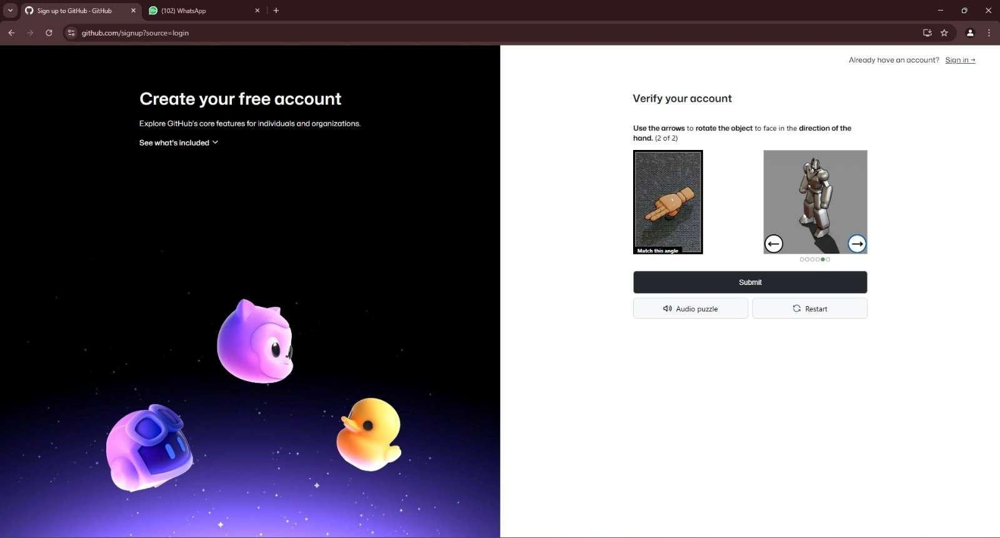 Sign up to GitHub · GitHub
(102) WhatsApp
github.com/signup?source=login
Already have an account? Sign in →
Create your free account
Explore GitHub's core features for individuals and organizations.
See what's included
Verify your account
Use the arrows to rotate the object to face in the direction of the
hand. (2 of 2)
Match this angle
Submit
Audio puzzle
Restart